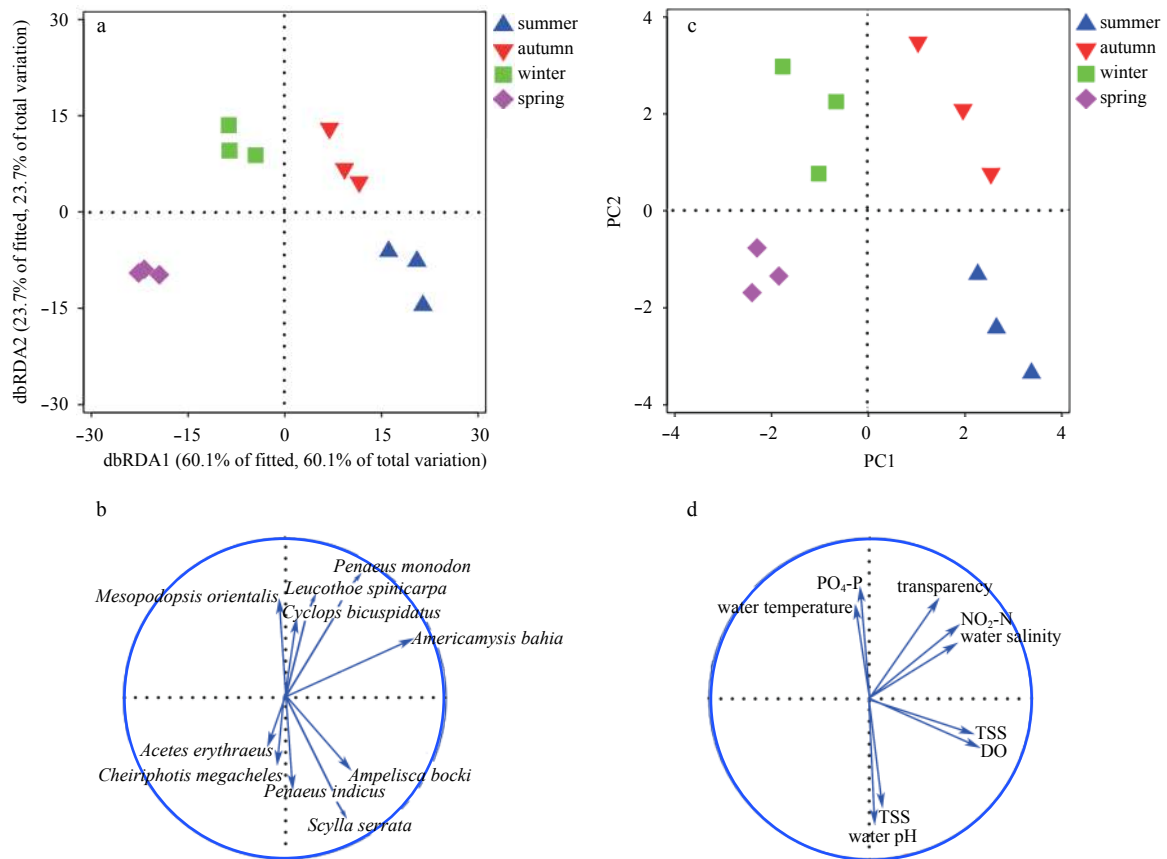 a
30
15
0
-15
-30
dbRDA2 (23.7% of fitted, 23.7% of total variation)
-30
-15
0
15
30
dbRDA1 (60.1% of fitted, 60.1% of total variation)
summer
autumn
winter
spring
c
4
2
0
-2
-4
PC2
-4
-2
0
2
4
PC1
summer
autumn
winter
spring
b
Penaeus monodon
Leucothoe spinicarpa
Mesopodopsis orientalis
Cyclops bicuspidatus
Americamysis bahia
Acetes erythraeus
Cheiriphotis megacheles
Ampelisca bocki
Penaeus indicus
Scylla serrata
d
PO₄-P
transparency
water temperature
NO₂-N
water salinity
TSS
DO
TSS
water pH